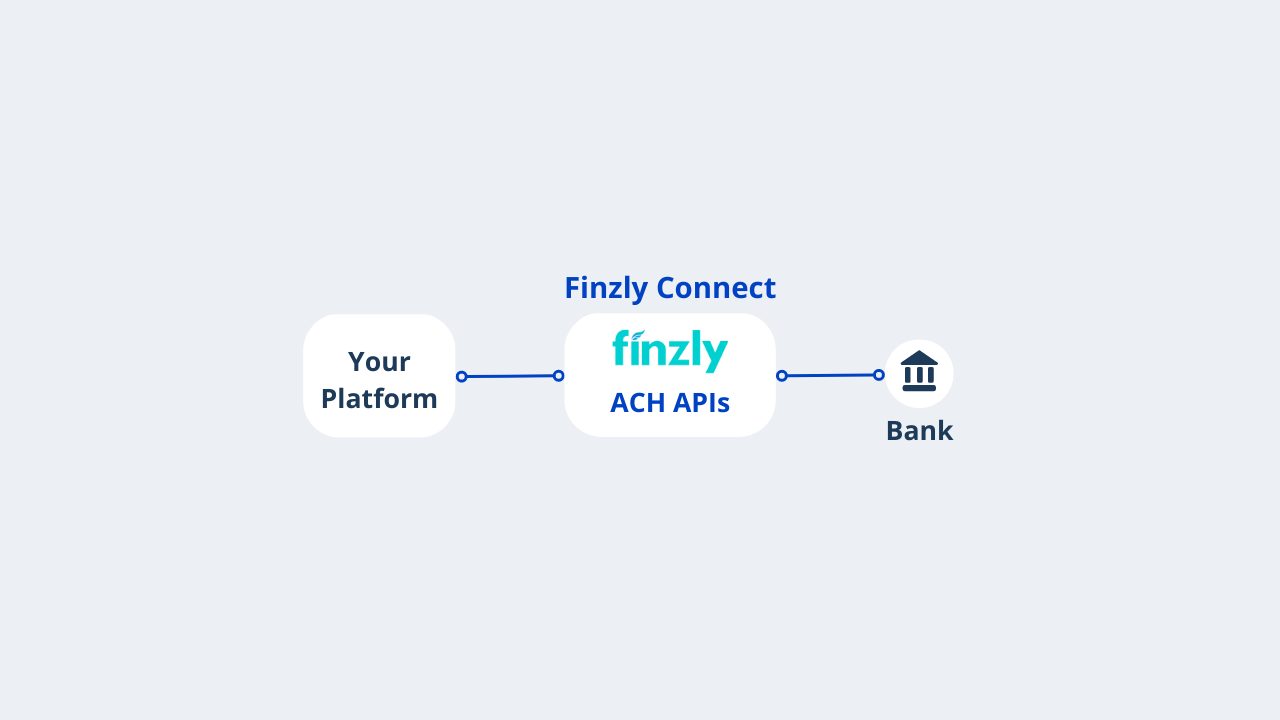 Finzly Connect
Your
Platform
finzly
ACH APIs
Bank